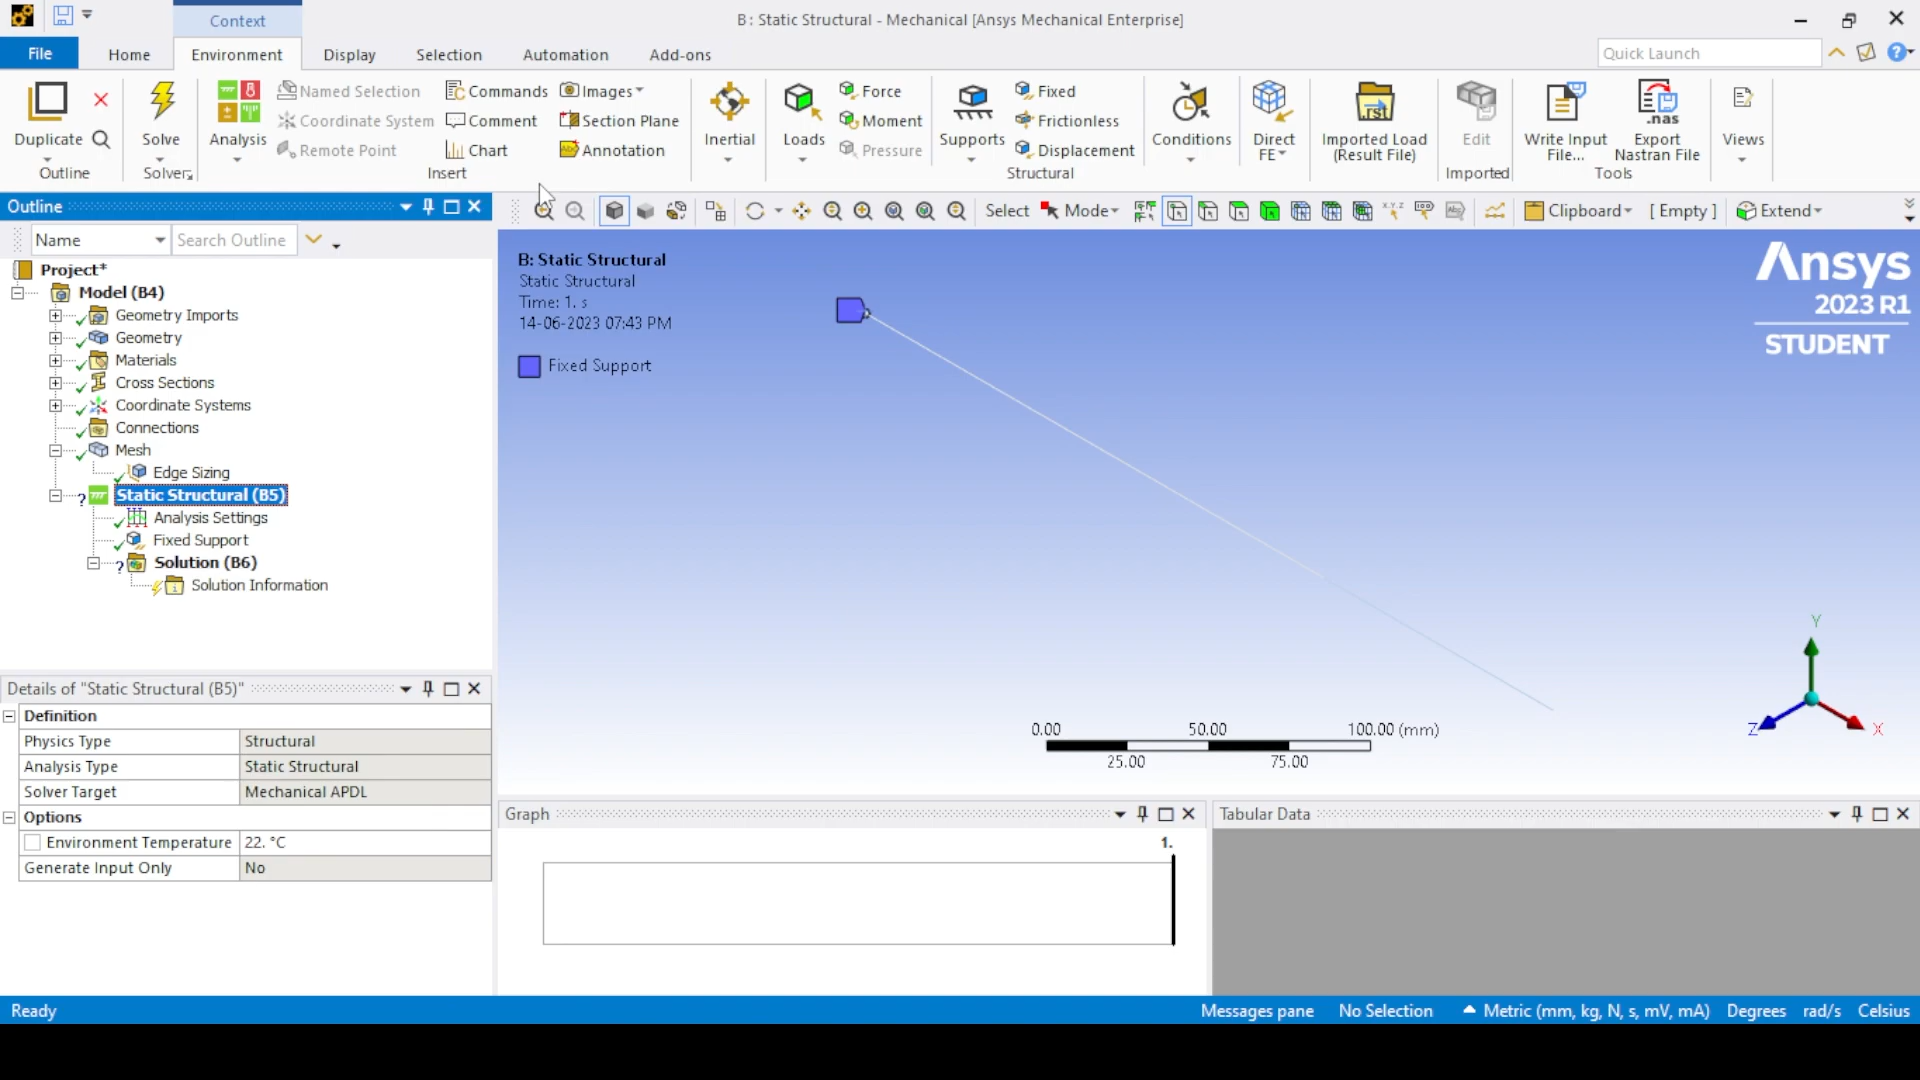 Context
B : Static Structural - Mechanical [Ansys Mechanical Enterprise]
File
Home
Environment
Display
Selection
Automation
Add-ons
Quick Launch
Duplicate
Outline
Solve
Solver
Analysis
Named Selection
Coordinate System
Remote Point
Commands
Comment
Chart
Images
Section Plane
Annotation
Insert
Inertial
Loads
Force
Moment
Pressure
Supports
Fixed
Frictionless
Displacement
Structural
Conditions
Direct
FE
Imported Load
(Result File)
Edit
Imported
Write Input
File...
Export
Nastran File
Tools
Views
Outline
Select
Mode
Clipboard
[ Empty ]
Extend
Name
Search Outline
Project*
Model (B4)
Geometry Imports
Geometry
Materials
Cross Sections
Coordinate Systems
Connections
Mesh
Edge Sizing
Static Structural (B5)
Analysis Settings
Fixed Support
Solution (B6)
Solution Information
B: Static Structural
Static Structural
Time: 1. s
14-06-2023 07:43 PM
Fixed Support
Ansys
2023 R1
STUDENT
0.00
50.00
100.00 (mm)
25.00
75.00
Y
Z
X
Details of "Static Structural (B5)"
Definition
Physics Type
Structural
Analysis Type
Static Structural
Solver Target
Mechanical APDL
Options
Environment Temperature
22. °C
Generate Input Only
No
Graph
1.
Tabular Data
Ready
Messages pane
No Selection
Metric (mm, kg, N, s, mV, mA)
Degrees
rad/s
Celsius